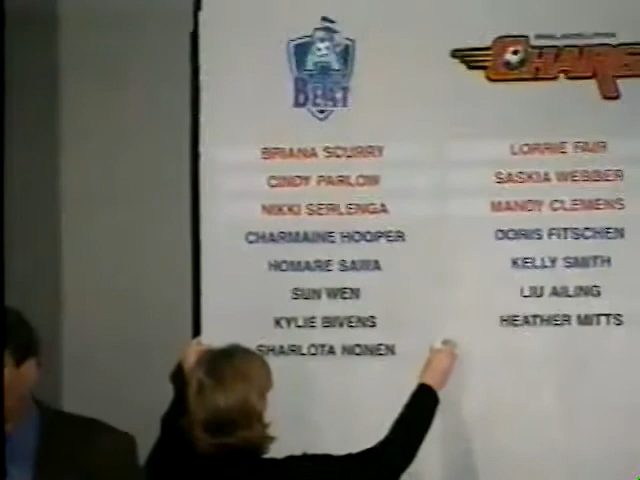 BEAT
BRIANA SCURRY
CINDY PARLOW
NIKKI SERLENGA
CHARMAINE HOOPER
HOMARE SAWA
SUN WEN
KYLIE BIVENS
SHARLOTA NONEN
PHILADELPHIA
CHARGE
LORRIE FAIR
SASKIA WEBBER
MANDY CLEMENS
DORIS FITSCHEN
KELLY SMITH
LIU AILING
HEATHER MITTS